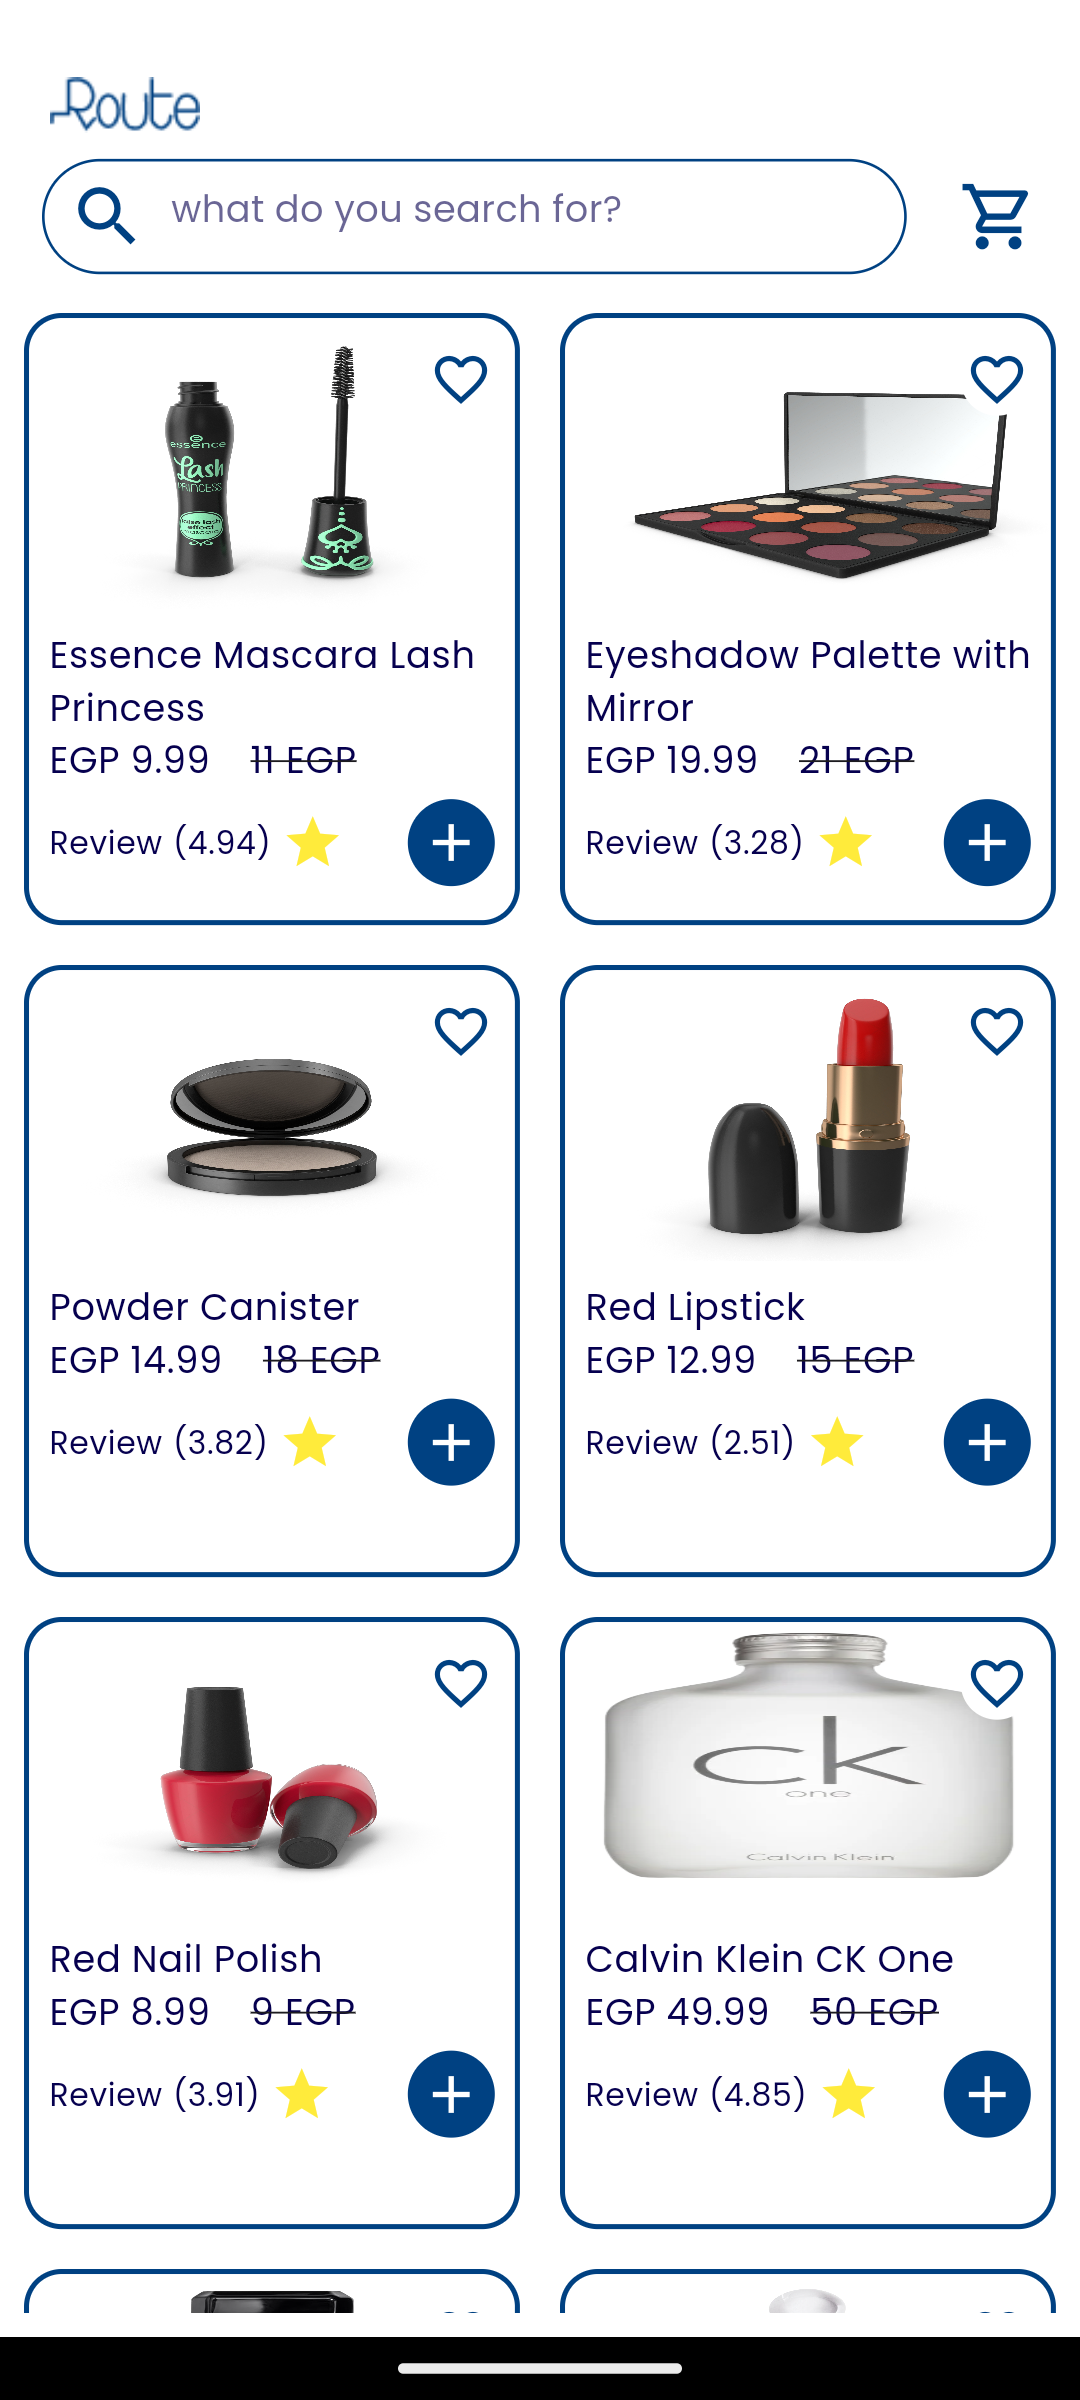 Route
what do you search for?
essence
Lash
PRINCESS
false lash
effect
Essence Mascara Lash
Princess
EGP 9.99 11 EGP
Review (4.94)
Eyeshadow Palette with
Mirror
EGP 19.99 21 EGP
Review (3.28)
Powder Canister
EGP 14.99 18 EGP
Review (3.82)
Red Lipstick
EGP 12.99 15 EGP
Review (2.51)
Red Nail Polish
EGP 8.99 9 EGP
Review (3.91)
ck
one
Calvin Klein
Calvin Klein CK One
EGP 49.99 50 EGP
Review (4.85)